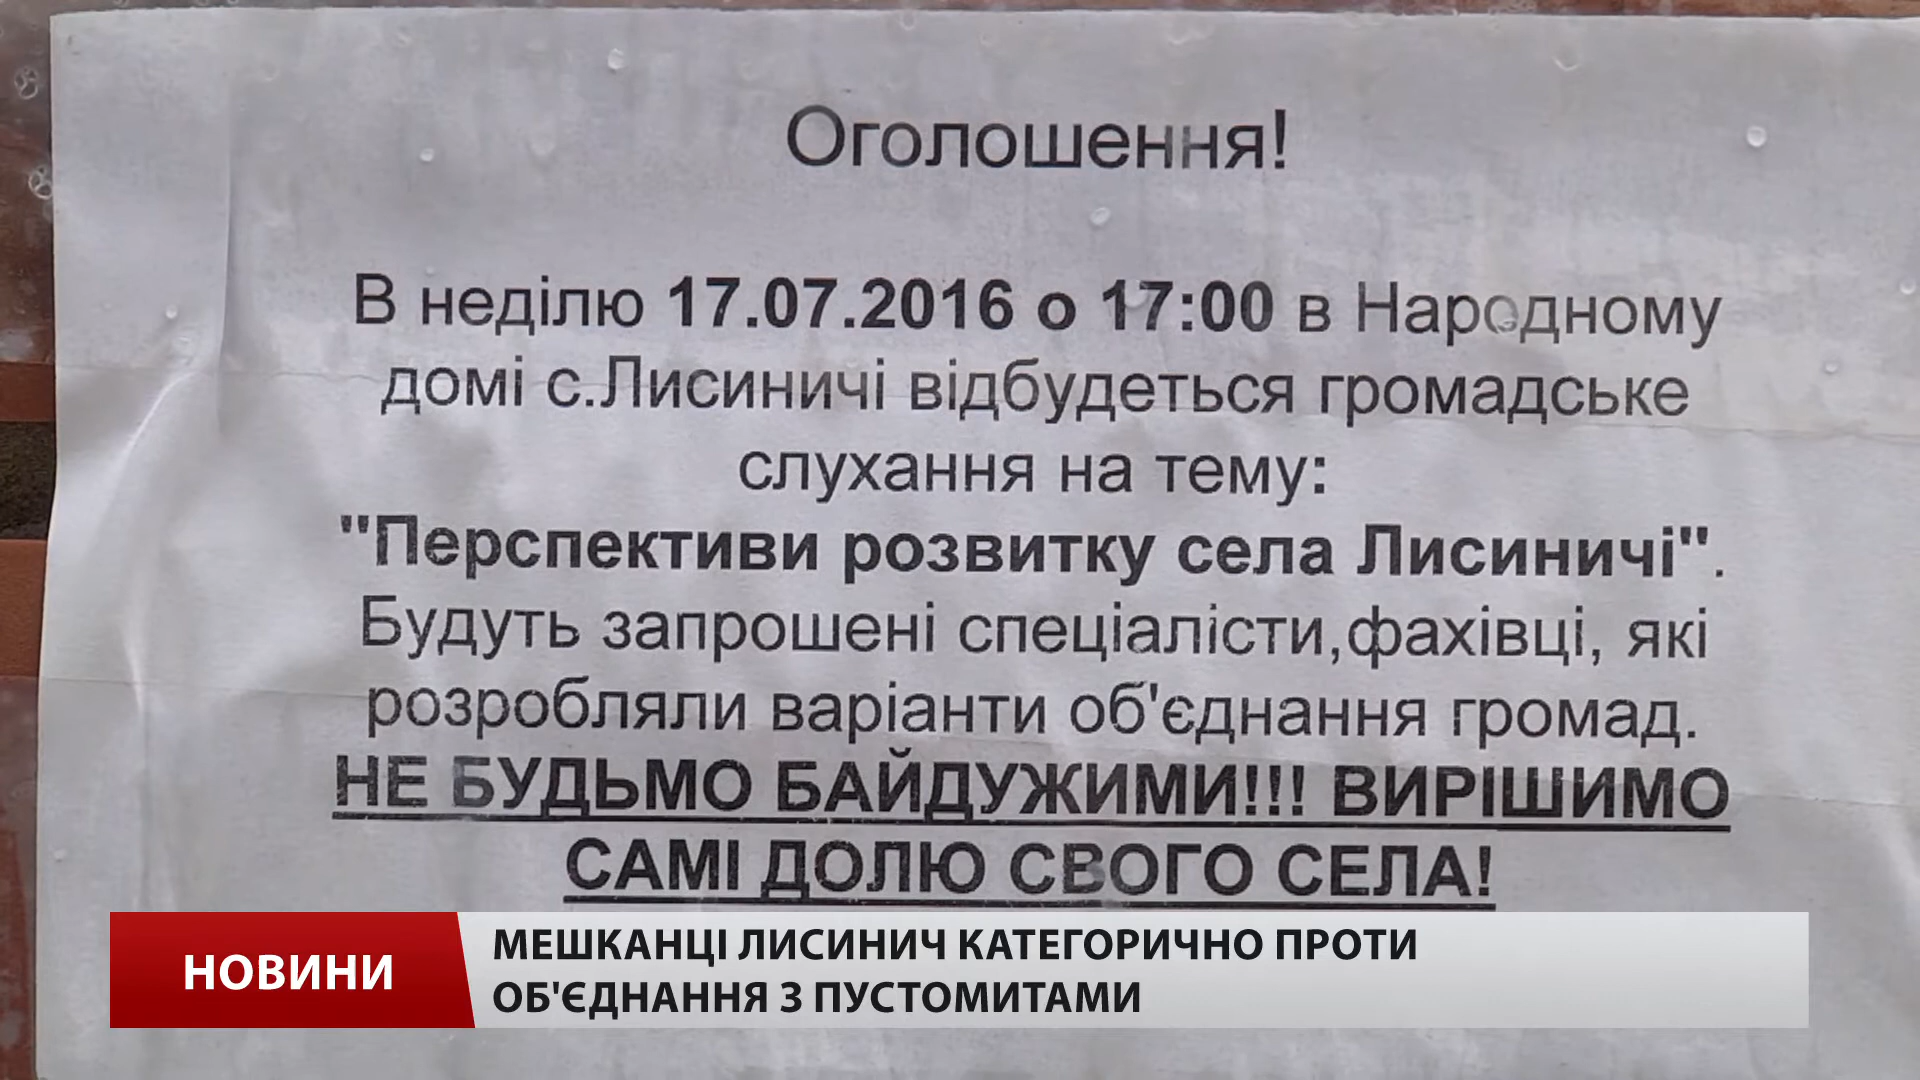 Оголошення!
В неділю 17.07.2016 о 17:00 в Народному
домі с.Лисиничі відбудеться громадське
слухання на тему:
"Перспективи розвитку села Лисиничі".
Будуть запрошені спеціалісти,фахівці, які
розробляли варіанти об'єднання громад.
НЕ БУДЬМО БАЙДУЖИМИ!!! ВИРІШИМО
САМІ ДОЛЮ СВОГО СЕЛА!
НОВИНИ
МЕШКАНЦІ ЛИСИНИЧ КАТЕГОРИЧНО ПРОТИ
ОБ'ЄДНАННЯ З ПУСТОМИТАМИ